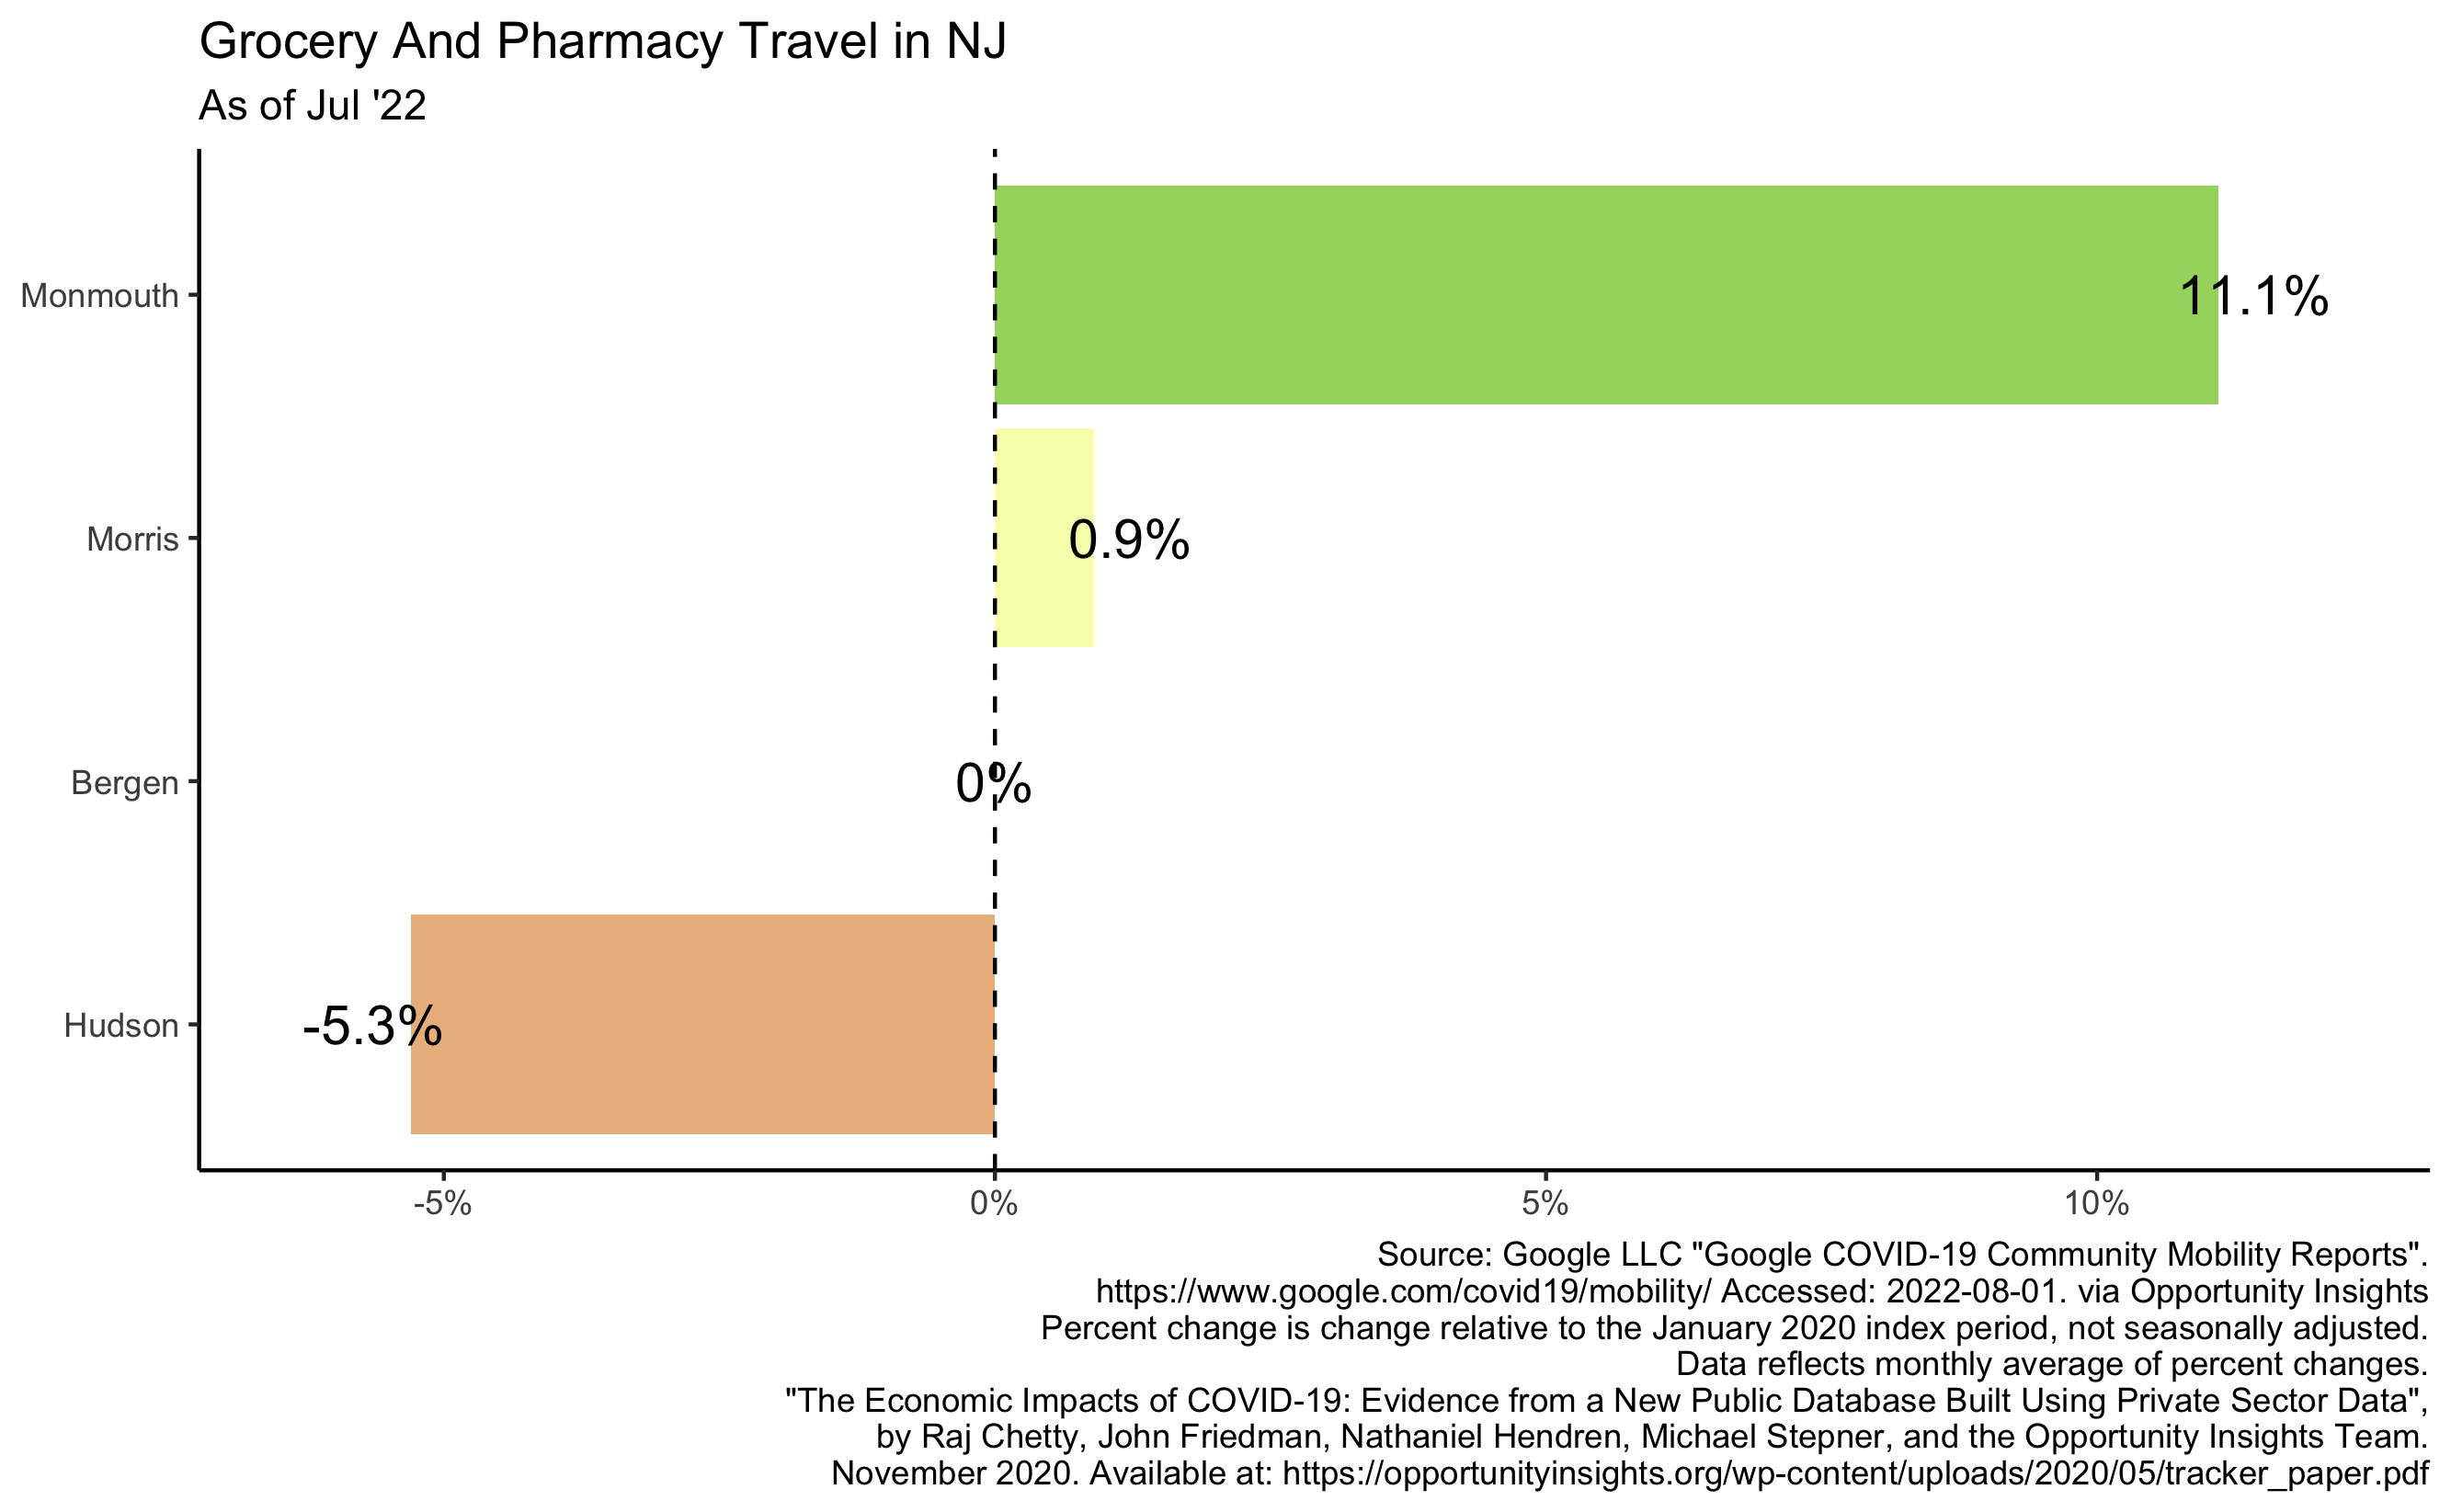 Grocery And Pharmacy Travel in NJ
As of Jul '22
Monmouth
11.1%
Morris
0.9%
Bergen
0%
Hudson
-5.3%
-5%
0%
5%
10%
Source: Google LLC "Google COVID-19 Community Mobility Reports".
https://www.google.com/covid19/mobility/ Accessed: 2022-08-01. via Opportunity Insights
Percent change is change relative to the January 2020 index period, not seasonally adjusted.
Data reflects monthly average of percent changes.
"The Economic Impacts of COVID-19: Evidence from a New Public Database Built Using Private Sector Data",
by Raj Chetty, John Friedman, Nathaniel Hendren, Michael Stepner, and the Opportunity Insights Team.
November 2020. Available at: https://opportunityinsights.org/wp-content/uploads/2020/05/tracker_paper.pdf